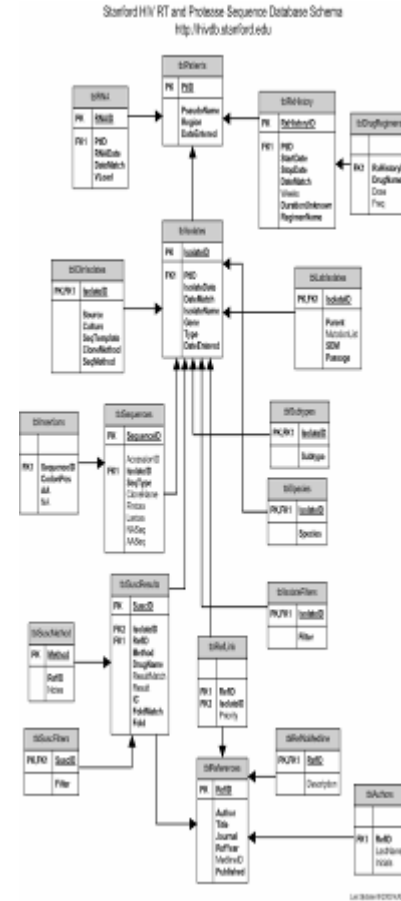 Stanford HIV RT and Protease Sequence Database Schema
http://hivdb.stanford.edu
tblPatients
PK PtID
PseudoName
Region
DateEntered
tblRNA
PK RNAID
FK1 PtID
RNADate
DateMatch
VLoad
tblRxHistory
PK RxHistoryID
FK1 PtID
StartDate
StopDate
DateMatch
Weeks
DurationUnknown
RegimenName
tblDrugRegimens
RxHistory
DrugName
Dose
Freq
tblIsolates
PK IsolateID
FK1 PtID
IsolateDate
DateMatch
IsolateName
Gene
Type
DateEntered
tblClinIsolates
PK,FK1 IsolateID
Source
Culture
SeqTemplate
CloneMethod
SeqMethod
tblLabIsolates
PK,FK1 IsolateID
Parent
MutationList
SDM
Passage
tblInsertions
SequenceID
CodonPos
AA
NA
tblSequences
PK SequenceID
AccessionID
FK1 IsolateID
SeqType
CloneName
Firstaa
Lastaa
AASeq
NASeq
tblSubtypes
PK,FK1 IsolateID
Subtype
tblSpecies
PK,FK1 IsolateID
Species
tblIsolateFilters
PK,FK1 IsolateID
Filter
tblSuscResults
PK SuscID
FK2 IsolateID
FK1 RefID
Method
DrugName
ResultMatch
Result
IC
FoldMatch
Fold
tblSuscMethod
PK Method
RefID
Notes
tblSuscFilters
SuscID
Filter
tblRefLink
FK1 RefID
FK2 IsolateID
Priority
tblReferences
PK RefID
Author
Title
Journal
RefYear
MedlineID
Published
tblRefNotMedline
PK,FK1 RefID
Description
tblAuthors
FK1 RefID
LastName
Initials